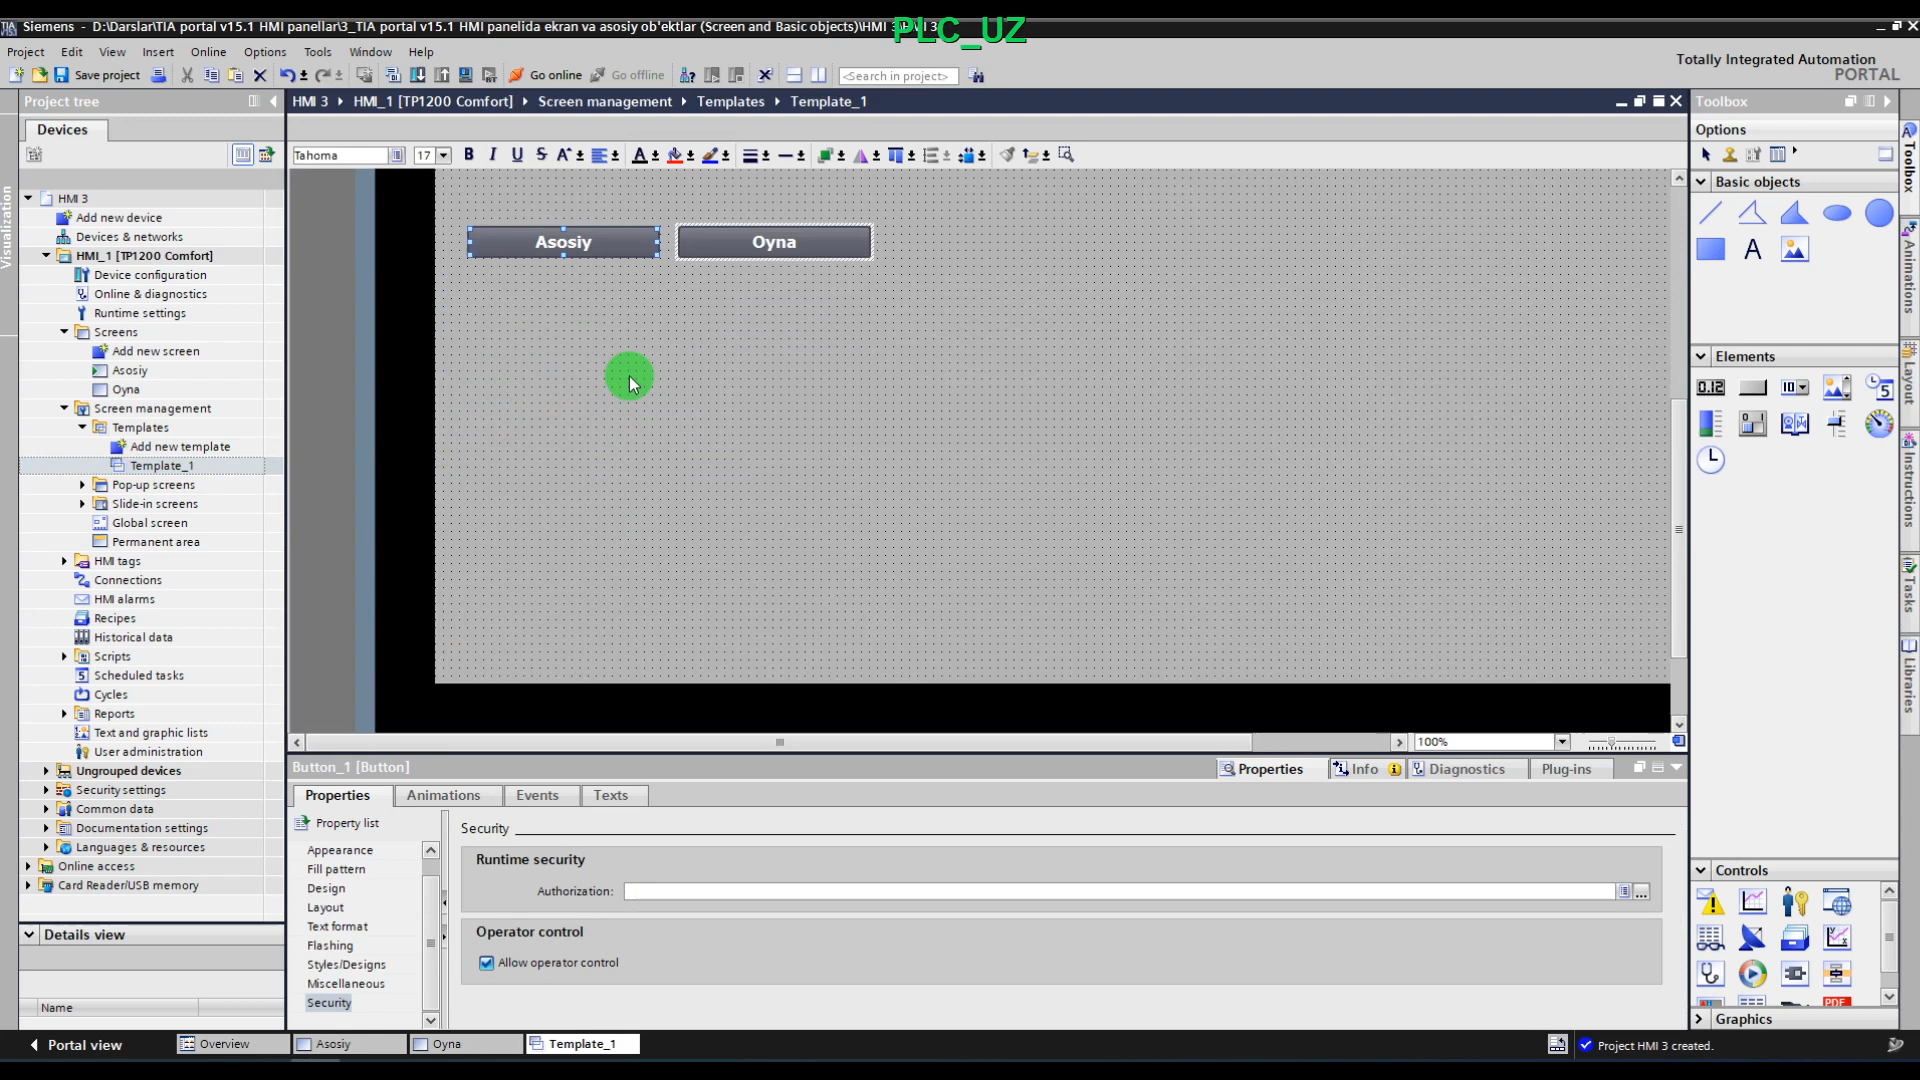 Siemens - D:\Darslar\TIA portal v15.1 HMI panellar\3_TIA portal v15.1 HMI panelida ekran va asosiy ob'ektlar (Screen and Basic objects)\HMI 3\HMI 3
PLC_UZ
Project Edit View Insert Online Options Tools Window Help
Totally Integrated Automation
PORTAL
Save project
Go online
Go offline
<Search in project>
Project tree
HMI 3 HMI_1 [TP1200 Comfort] Screen management Templates Template_1
Toolbox
Devices
Options
Tahoma 17 B I U S A A
Basic objects
A
Asosiy
Oyna
Elements
0.12
10
5
HMI 3
Add new device
Devices & networks
HMI_1 [TP1200 Comfort]
Device configuration
Online & diagnostics
Runtime settings
Screens
Add new screen
Asosiy
Oyna
Screen management
Templates
Add new template
Template_1
Pop-up screens
Slide-in screens
Global screen
Permanent area
HMI tags
Connections
HMI alarms
Recipes
Historical data
Scripts
Scheduled tasks
Cycles
Reports
Text and graphic lists
User administration
Ungrouped devices
Security settings
Common data
Documentation settings
Languages & resources
Online access
Card Reader/USB memory
Details view
Name
Visualization
100%
Button_1 [Button]
Properties Info Diagnostics Plug-ins
Properties Animations Events Texts
Property list
Appearance
Fill pattern
Design
Layout
Text format
Flashing
Styles/Designs
Miscellaneous
Security
Security
Runtime security
Authorization:
...
Operator control
Allow operator control
Controls
PDF
Graphics
Toolbox
Animations
Layout
Instructions
Tasks
Libraries
Portal view
Overview
Asosiy
Oyna
Template_1
Project HMI 3 created.